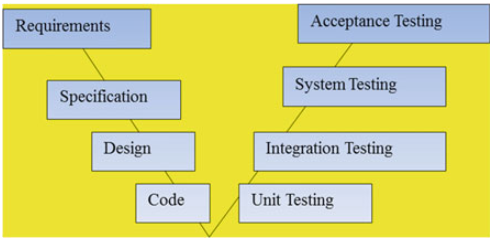 Requirements
Acceptance Testing
Specification
System Testing
Design
Integration Testing
Code
Unit Testing